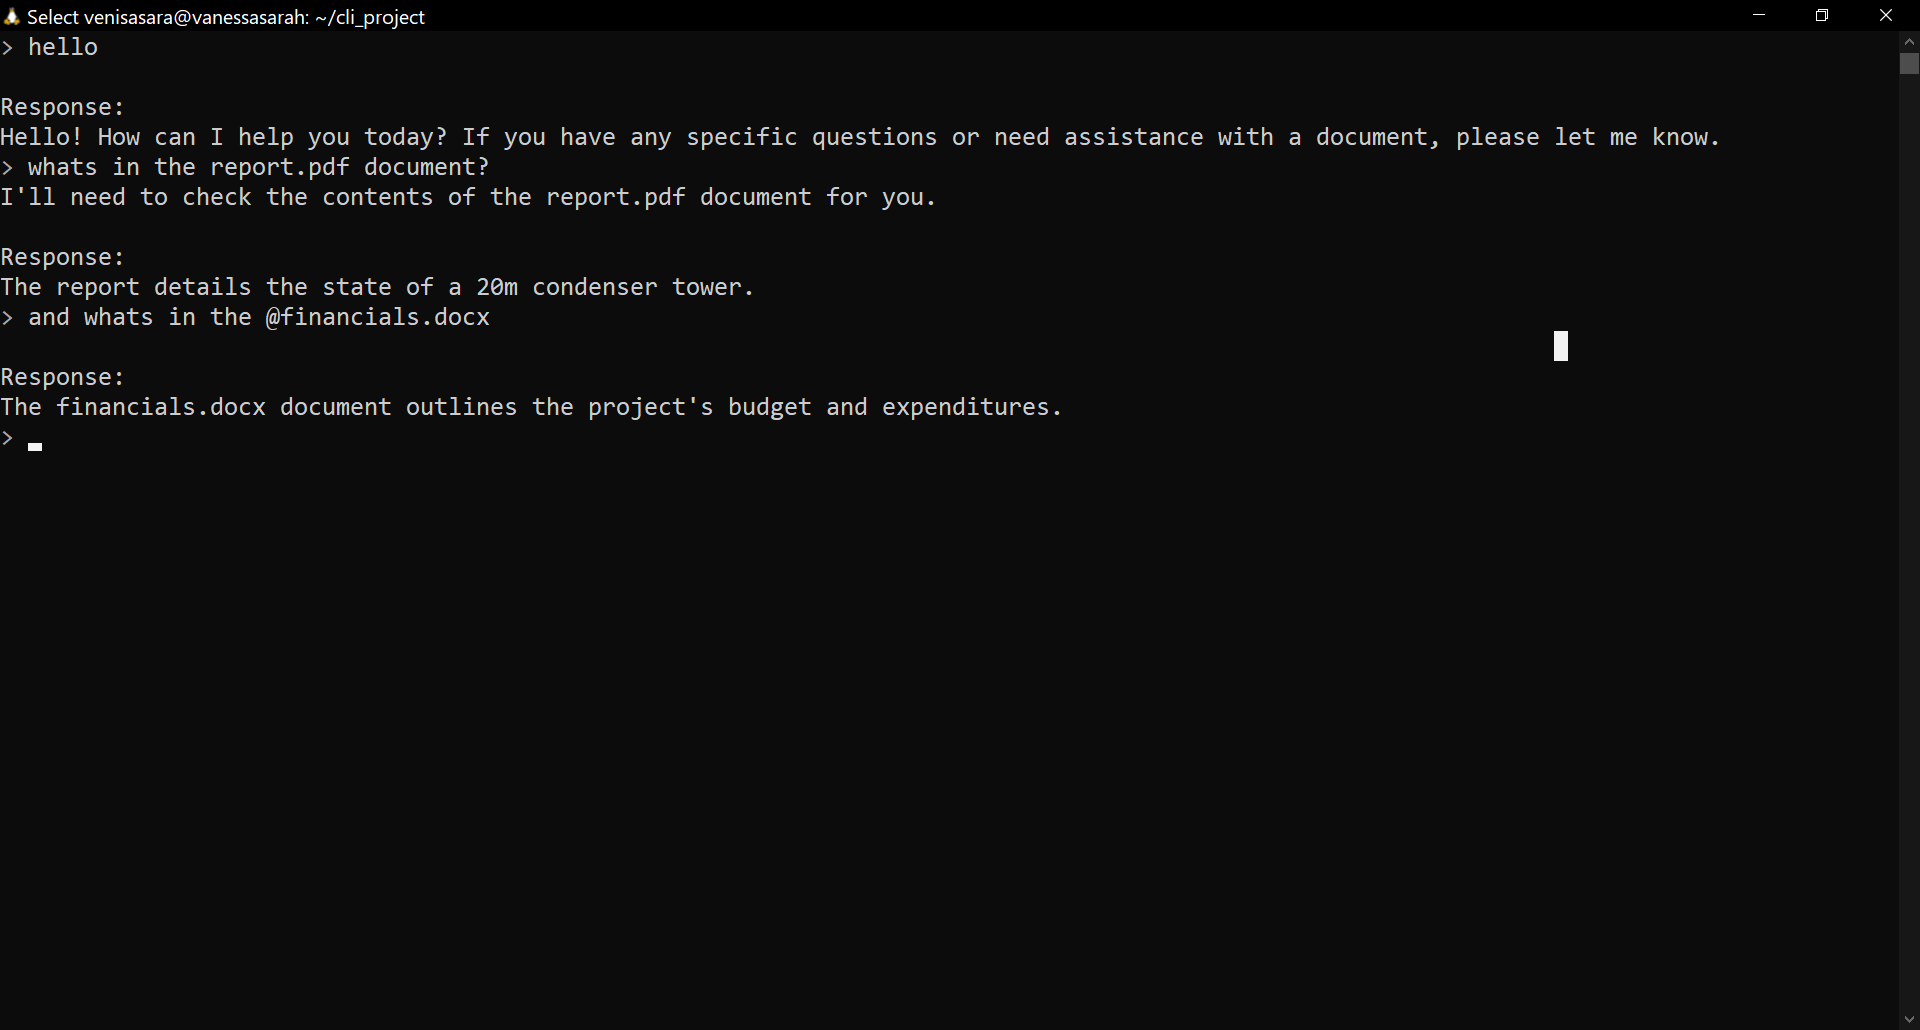 Select venisasara@vanessasarah: ~/cli_project
> hello
Response:
Hello! How can I help you today? If you have any specific questions or need assistance with a document, please let me know.
> whats in the report.pdf document?
I'll need to check the contents of the report.pdf document for you.
Response:
The report details the state of a 20m condenser tower.
> and whats in the @financials.docx
Response:
The financials.docx document outlines the project's budget and expenditures.
>